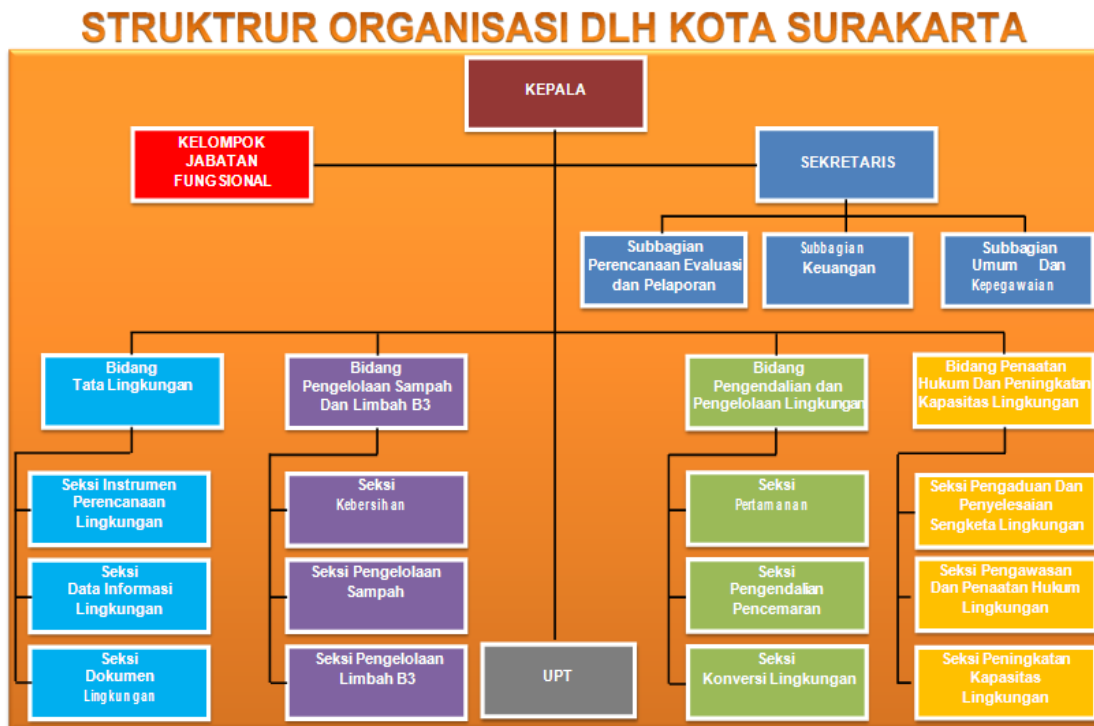 STRUKTRUR ORGANISASI DLH KOTA SURAKARTA
KEPALA
KELOMPOK
JABATAN
FUNGSIONAL
SEKRETARIS
Subbagian
Perencanaan Evaluasi
dan Pelaporan
Subbagian
Keuangan
Subbagian
Umum Dan
Kepegawaian
Bidang
Tata Lingkungan
Bidang
Pengelolaan Sampah
Dan Limbah B3
Bidang
Pengendalian dan
Pengelolaan Lingkungan
Bidang Penaatan
Hukum Dan Peningkatan
Kapasitas Lingkungan
Seksi Instrumen
Perencanaan
Lingkungan
Seksi
Kebersihan
Seksi
Pertamanan
Seksi Pengaduan Dan
Penyelesaian
Sengketa Lingkungan
Seksi
Data Informasi
Lingkungan
Seksi Pengelolaan
Sampah
Seksi
Pengendalian
Pencemaran
Seksi Pengawasan
Dan Penaatan Hukum
Lingkungan
Seksi
Dokumen
Lingkungan
Seksi Pengelolaan
Limbah B3
UPT
Seksi
Konversi Lingkungan
Seksi Peningkatan
Kapasitas
Lingkungan